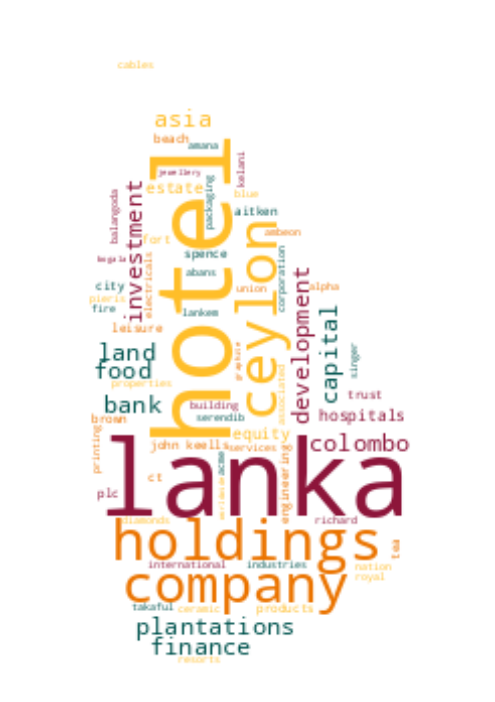 cables
asia
beach
amana
jewellery
kelani
estate
packaging
balangoda
investment
hotel
blue
aitken
ceylon
ambeon
fort
electricals
spence
bogala
corporation
abans
city
union
alpha
pieris
fire
lankem
development
capital
leisure
land
food
graphite
singer
properties
associated
trust
bank
building
serendib
hospitals
brown
printing
equity
john keells
services
colombo
acme
engineering
ct
lanka
plc
diamonds
richard
holdings
tea
international
industries
nation
royal
company
takaful
ceramic
products
plantations
finance
resorts